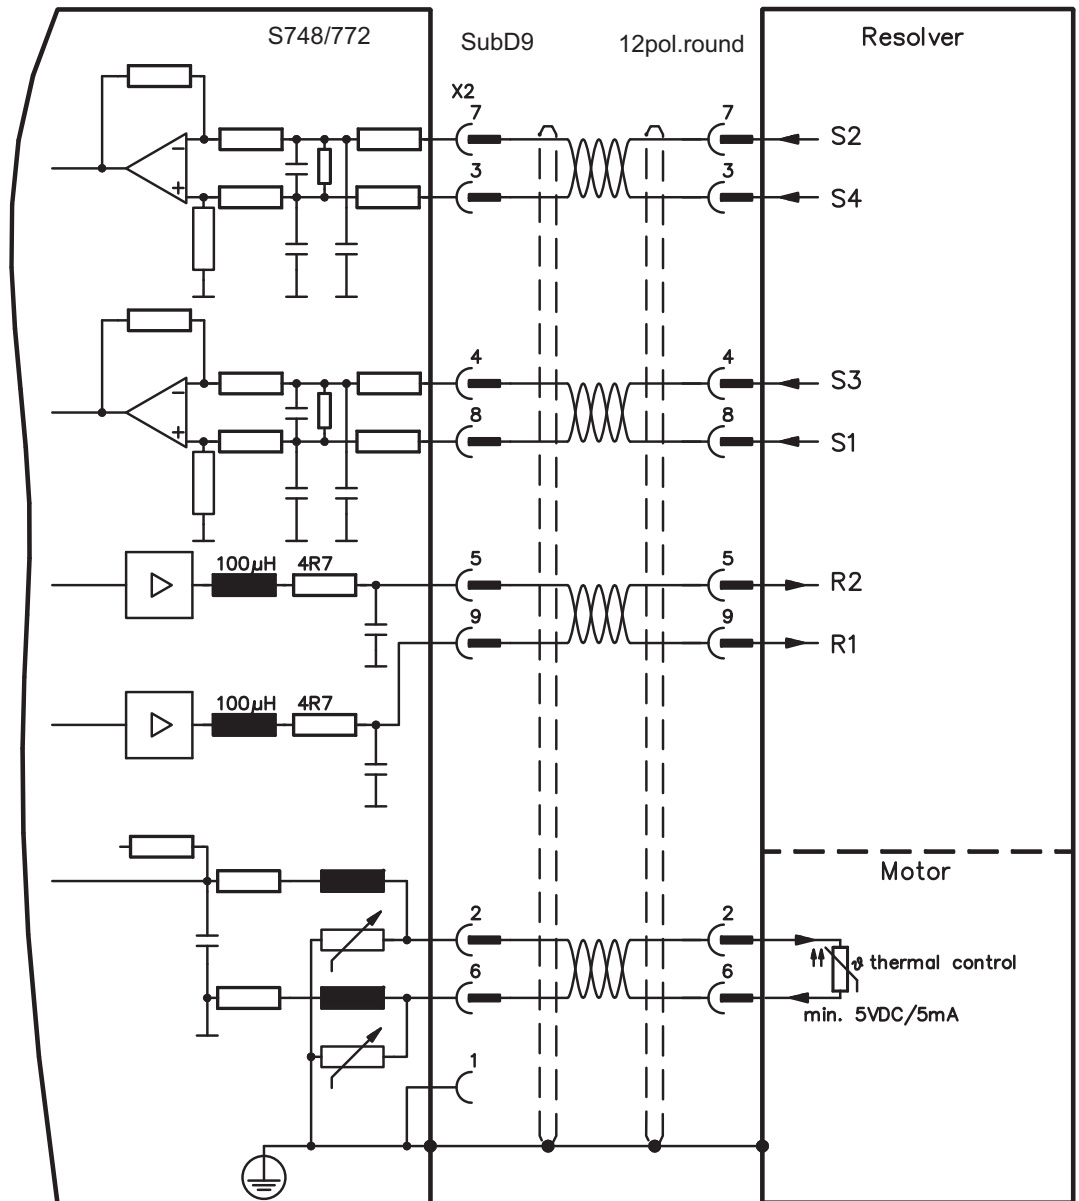 S748/772 SubD9 12pol.round Resolver
X2
7 7 S2
3 3 S4
4 4 S3
8 8 S1
100µH 4R7 5 5 R2
9 9 R1
100µH 4R7
Motor
2 2
ϑ thermal control
6 6
min. 5VDC/5mA
1